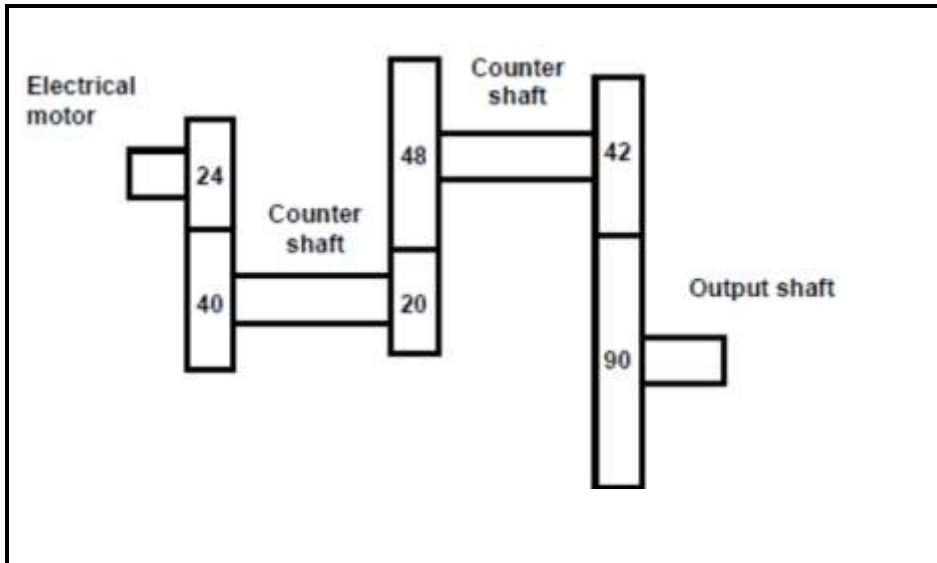 Electrical
motor
24
40
Counter
shaft
48
20
Counter
shaft
42
90
Output shaft